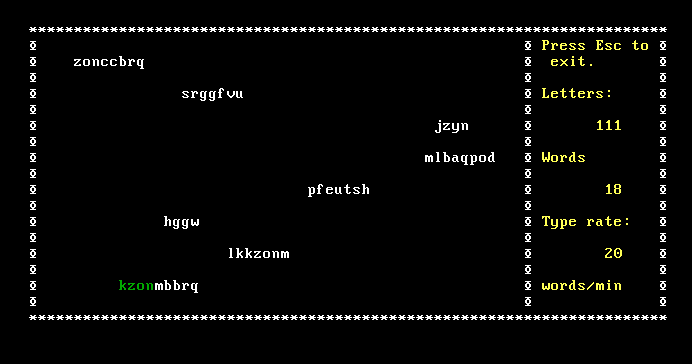 Press Esc to
zonccbrq exit.
srggfvu Letters:
jzyn 111
mlbaqpod Words
pfeutsh 18
hggw Type rate:
lkkzonm 20
kzonmbbrq words/min